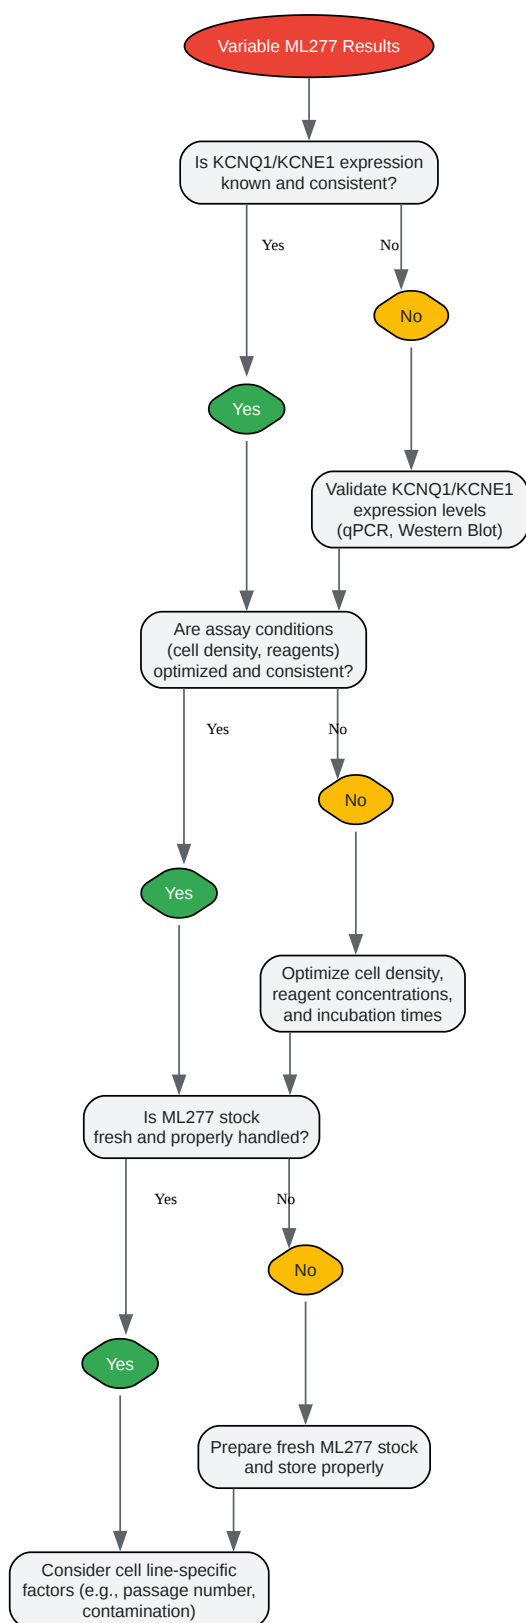 Variable ML277 Results
Is KCNQ1/KCNE1 expression
known and consistent?
Yes
No
No
Yes
Validate KCNQ1/KCNE1
expression levels
(qPCR, Western Blot)
Are assay conditions
(cell density, reagents)
optimized and consistent?
Yes
No
No
Yes
Optimize cell density,
reagent concentrations,
and incubation times
Is ML277 stock
fresh and properly handled?
Yes
No
No
Yes
Prepare fresh ML277 stock
and store properly
Consider cell line-specific
factors (e.g., passage number,
contamination)